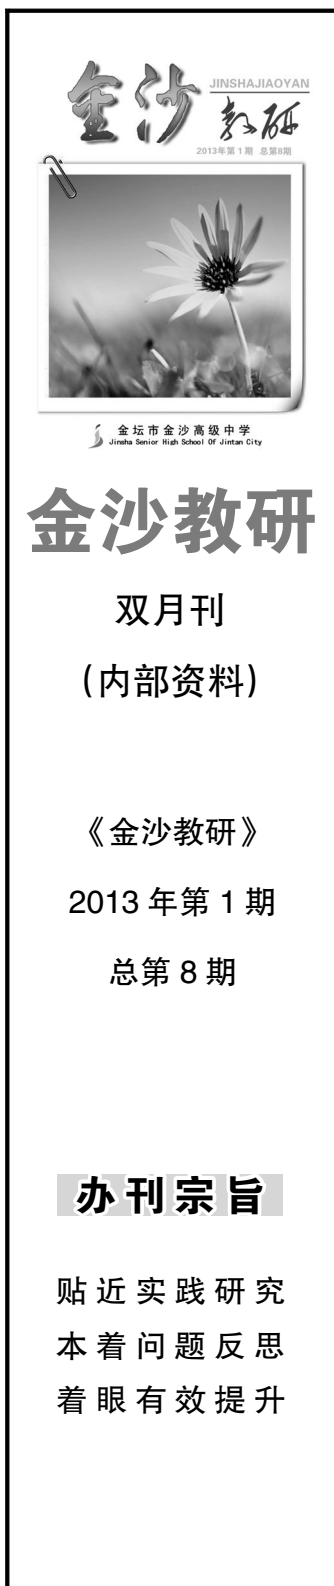 金沙
JINSHAJIAOYAN
教研
2013年第1期 总第8期
金坛市金沙高级中学
Jinsha Senior High School Of Jintan City
金沙教研
双月刊
（内部资料）
《金沙教研》
2013 年第 1 期
总第 8 期
办刊宗旨
贴近实践研究
本着问题反思
着眼有效提升